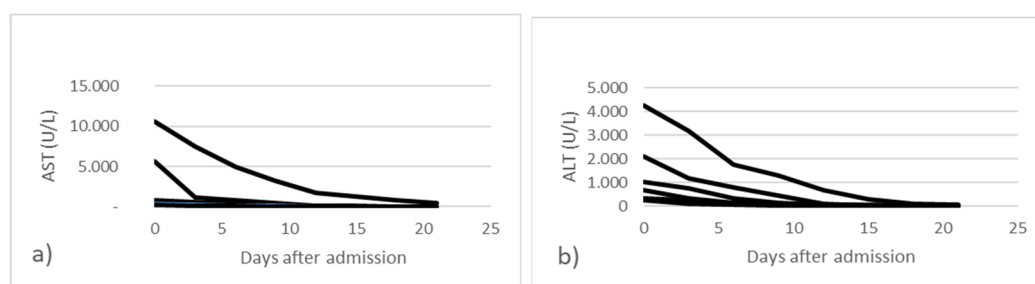 15.000
10.000
5.000
-
AST (U/L)
0 5 10 15 20 25
Days after admission
a)
5.000
4.000
3.000
2.000
1.000
0
ALT (U/L)
0 5 10 15 20 25
Days after admission
b)